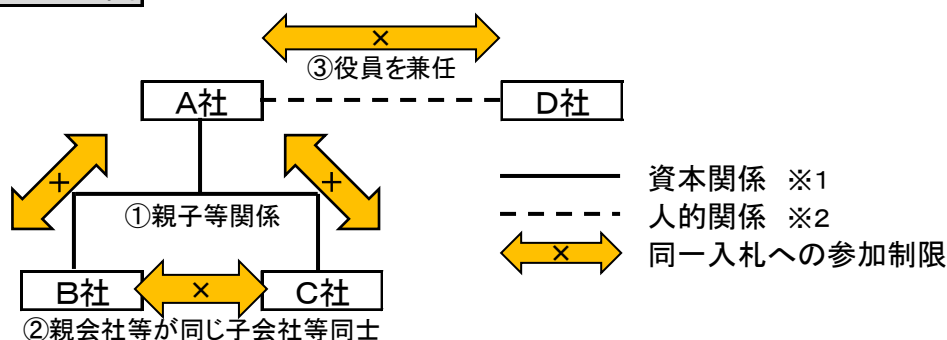 ×
③役員を兼任
A社
D社
+
+
資本関係 ※1
①親子等関係
人的関係 ※2
×
同一入札への参加制限
B社
×
C社
②親会社等が同じ子会社等同士